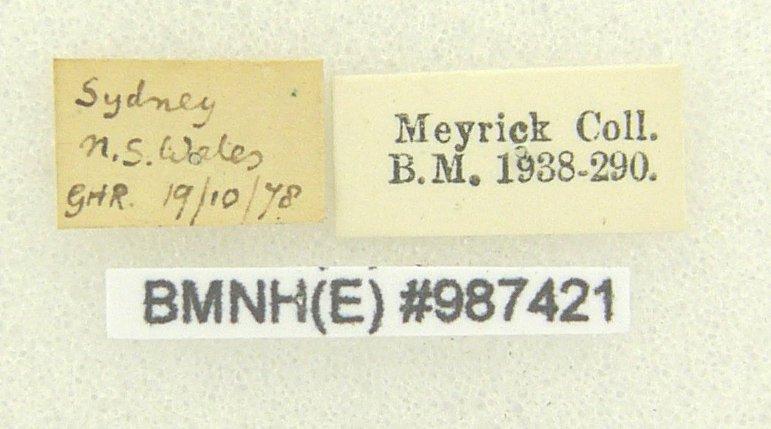 Sydney
N.S. Wales
GHR. 19/10/78
Meyrick Coll.
B.M. 1938-290.
BMNH(E) #987421